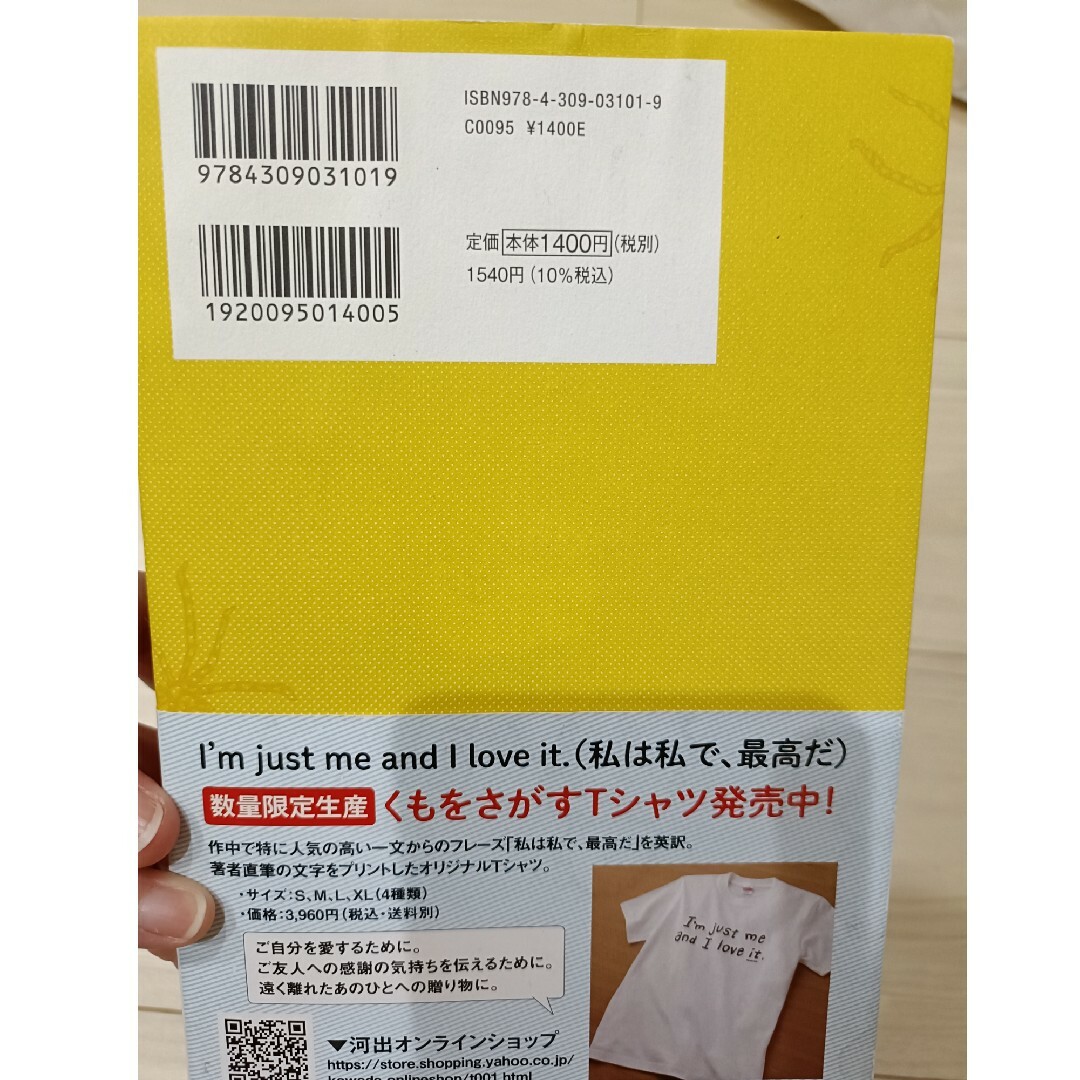 ISBN978-4-309-03101-9
C0095 ¥1400E
9784309031019
定価 本体1400円(税別)
1540円(10%税込)
1920095014005
I'm just me and I love it.(私は私で、最高だ)
数量限定生産 くもをさがすTシャツ発売中!
作中で特に人気の高い一文からのフレーズ「私は私で、最高だ」を英訳。
著者直筆の文字をプリントしたオリジナルTシャツ。
・サイズ:S、M、L、XL(4種類)
・価格:3,960円(税込・送料別)
I'm just me
and I love it.
ご自分を愛するために。
ご友人への感謝の気持ちを伝えるために。
遠く離れたあのひとへの贈り物に。
▼河出オンラインショップ
https://store.shopping.yahoo.co.jp/
kawade-onlineshop/t001.html